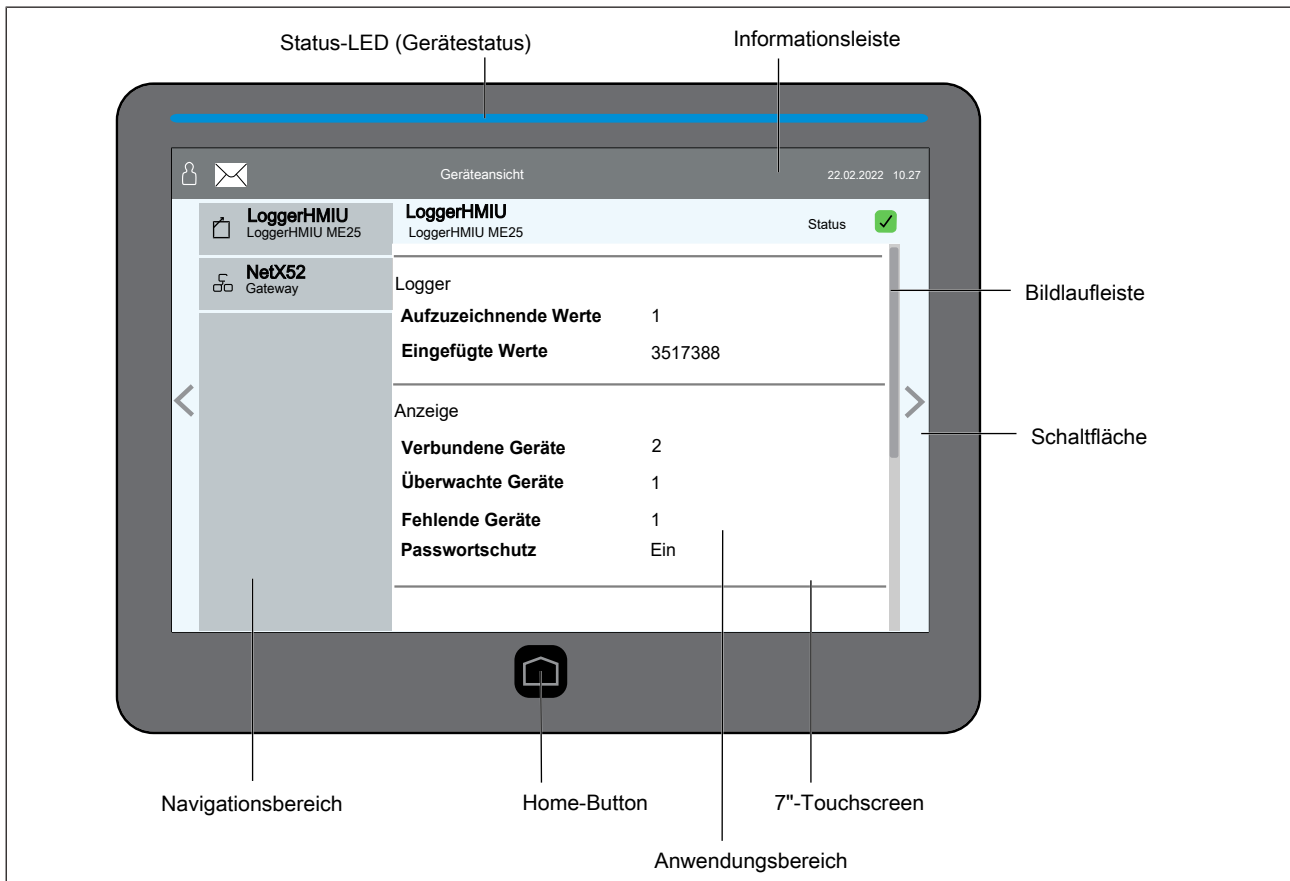 Status-LED (Gerätestatus)
Informationsleiste
Geräteansicht
22.02.2022 10.27
LoggerHMIU
LoggerHMIU ME25
NetX52
Gateway
LoggerHMIU
LoggerHMIU ME25
Status
Logger
Aufzuzeichnende Werte 1
Eingefügte Werte 3517388
Anzeige
Verbundene Geräte 2
Überwachte Geräte 1
Fehlende Geräte 1
Passwortschutz Ein
Bildlaufleiste
Schaltfläche
Navigationsbereich
Home-Button
7"-Touchscreen
Anwendungsbereich